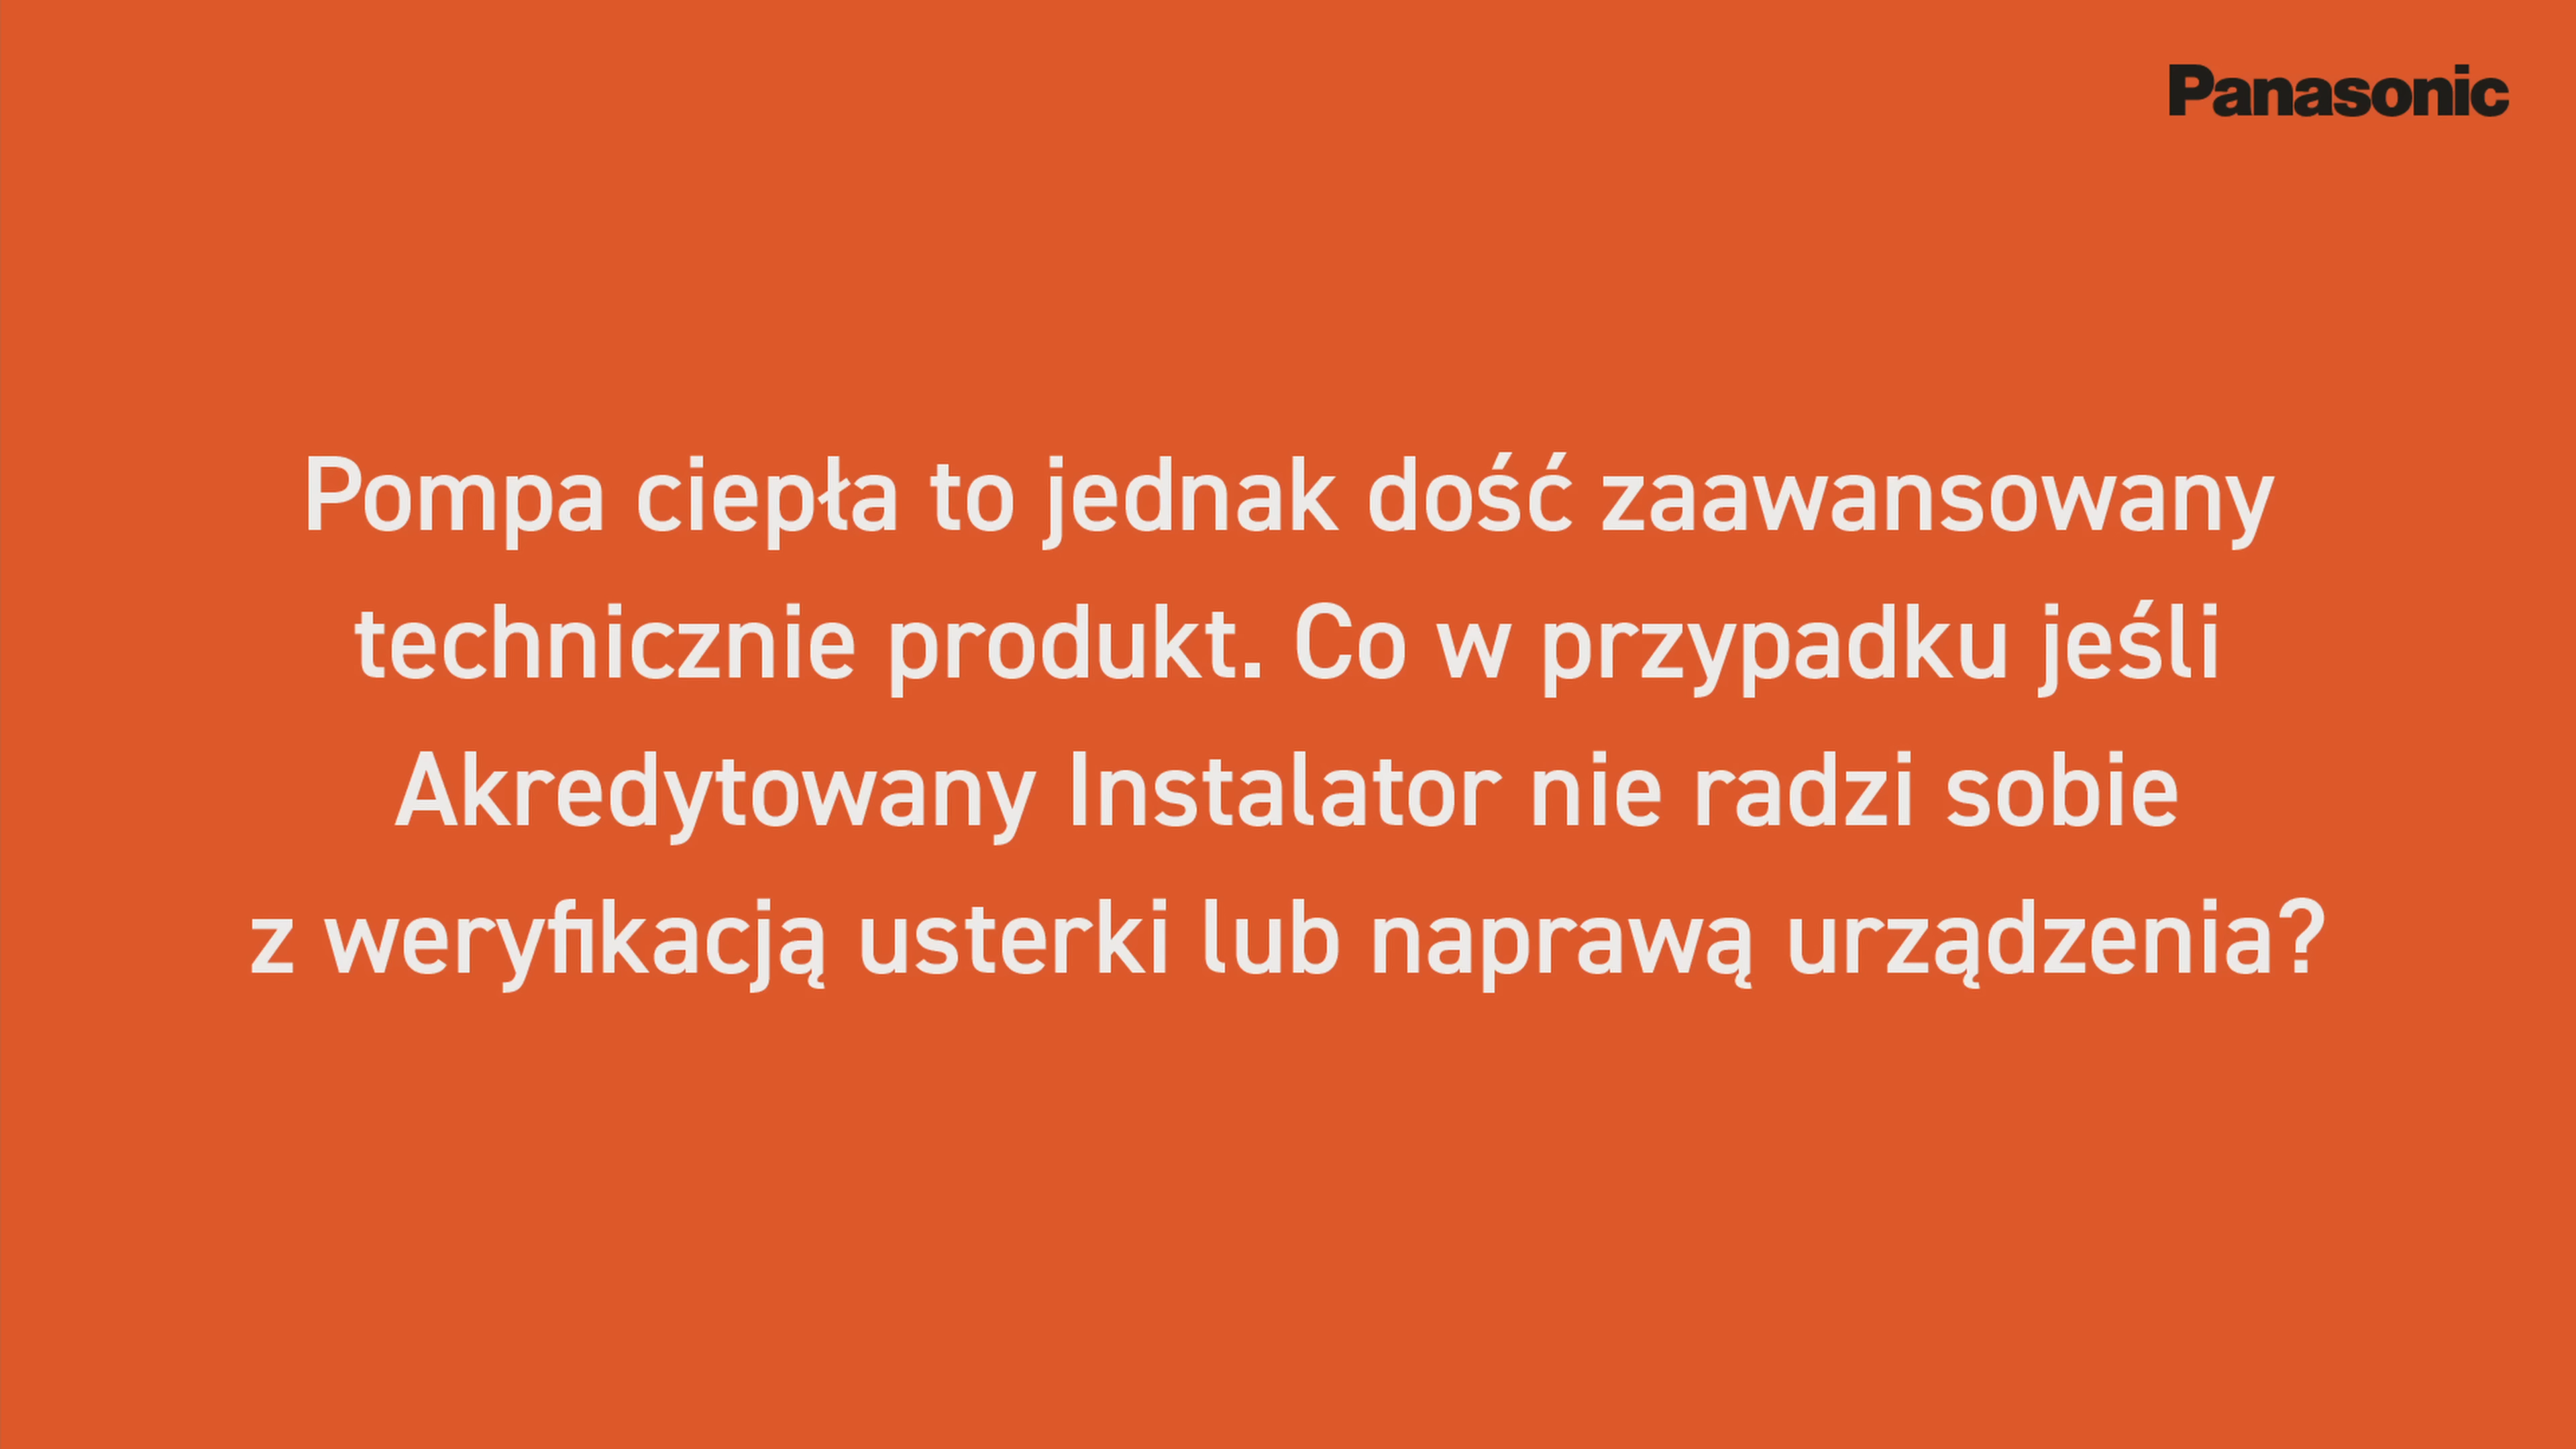 Panasonic
Pompa ciepła to jednak dość zaawansowany
technicznie produkt. Co w przypadku jeśli
Akredytowany Instalator nie radzi sobie
z weryfikacją usterki lub naprawą urządzenia?